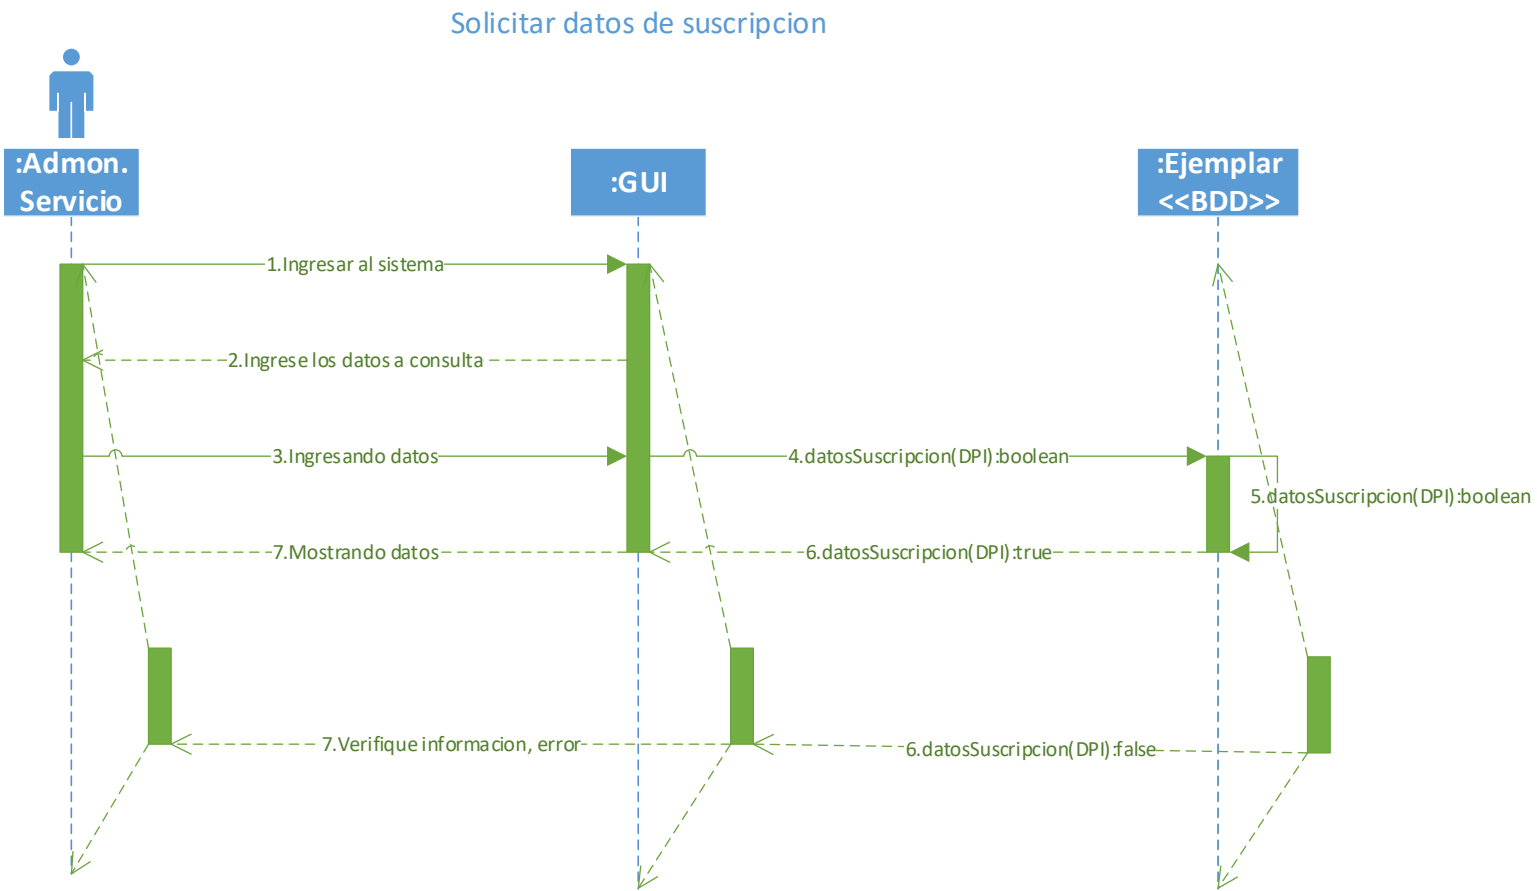 Solicitar datos de suscripcion
:Admon.
Servicio
:GUI
:Ejemplar
<<BDD>>
1.Ingresar al sistema
2.Ingrese los datos a consulta
3.Ingresando datos
4.datosSuscripcion(DPI):boolean
5.datosSuscripcion(DPI):boolean
7.Mostrando datos
6.datosSuscripcion(DPI):true
7.Verifique informacion, error
6.datosSuscripcion(DPI):false